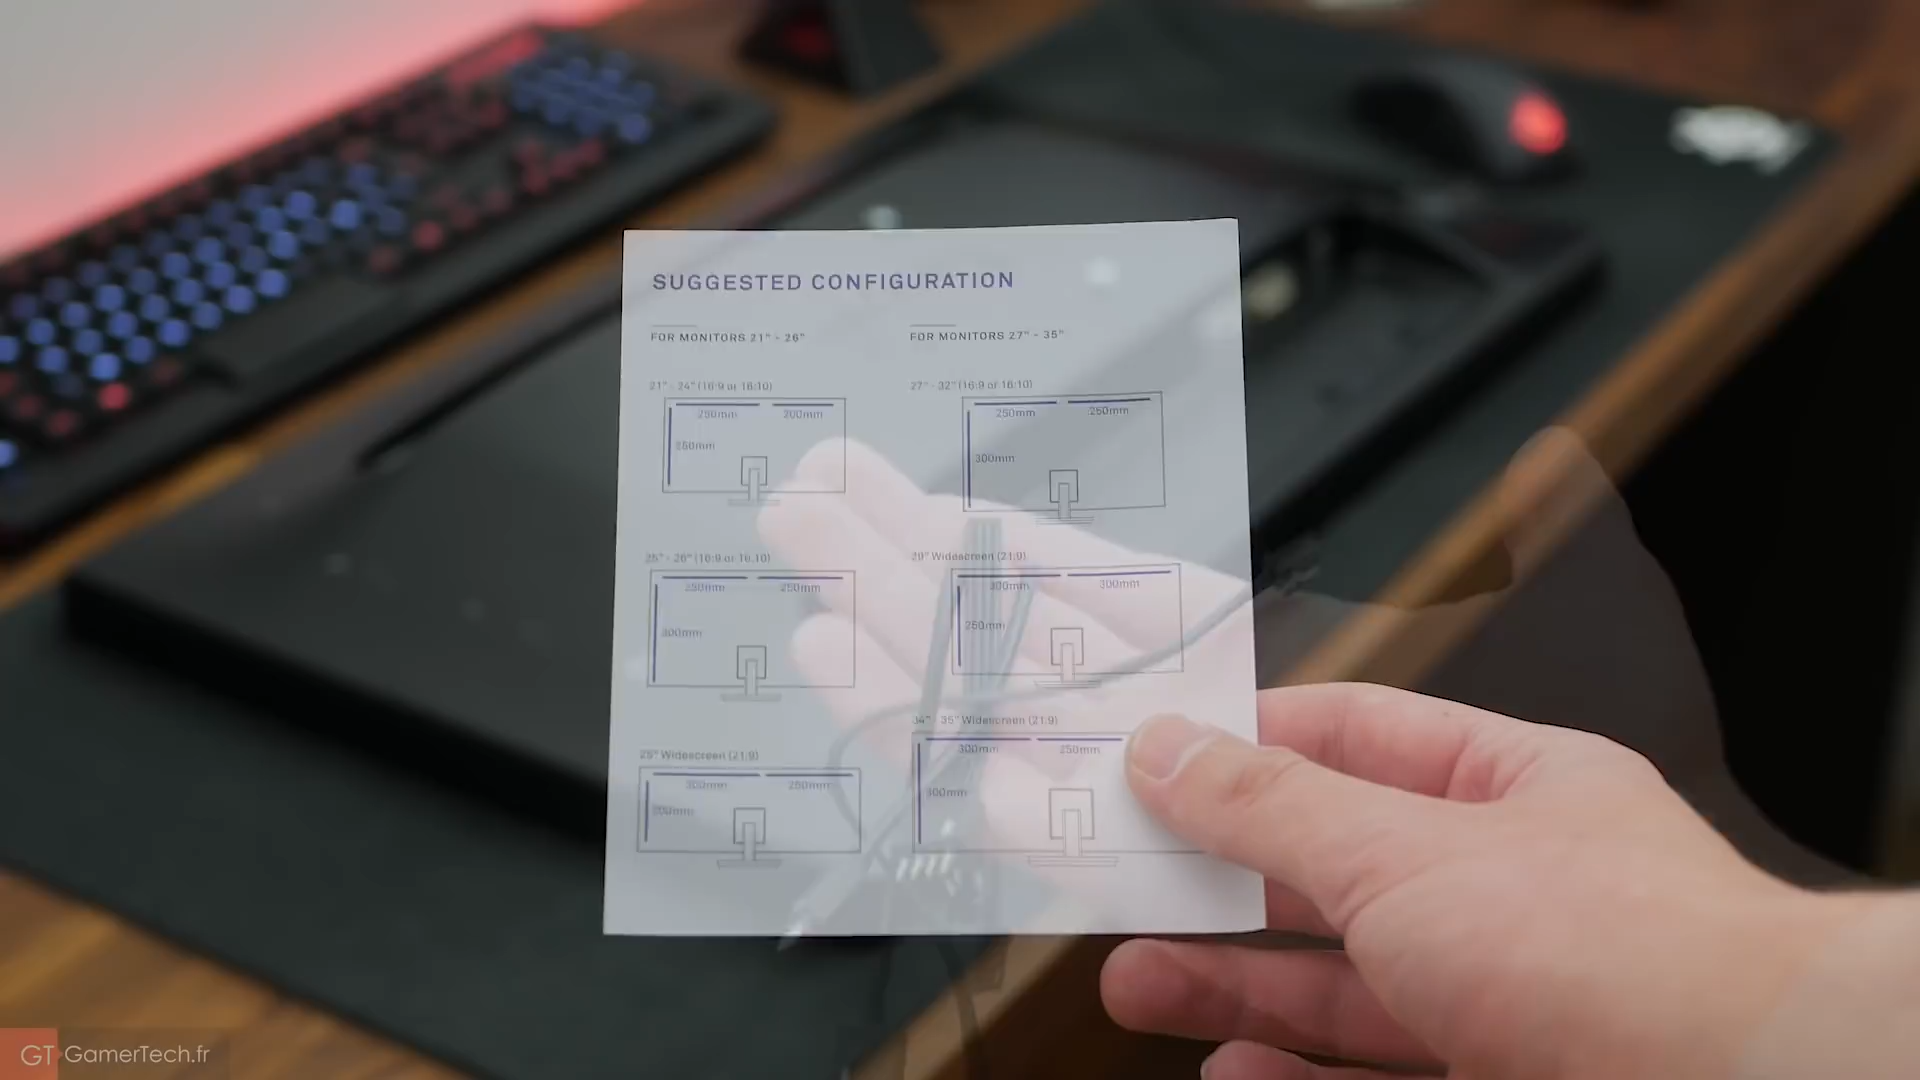 SUGGESTED CONFIGURATION
FOR MONITORS 21" - 26"
21" - 24" (16:9 or 16:10)
250mm 200mm
250mm
25" - 26" (16:9 or 16:10)
250mm 250mm
300mm
25" Widescreen (21:9)
300mm 250mm
200mm
FOR MONITORS 27" - 35"
27" - 32" (16:9 or 16:10)
250mm 250mm
300mm
29" Widescreen (21:9)
300mm 300mm
250mm
34" - 35" Widescreen (21:9)
300mm 250mm
300mm
GT GamerTech.fr